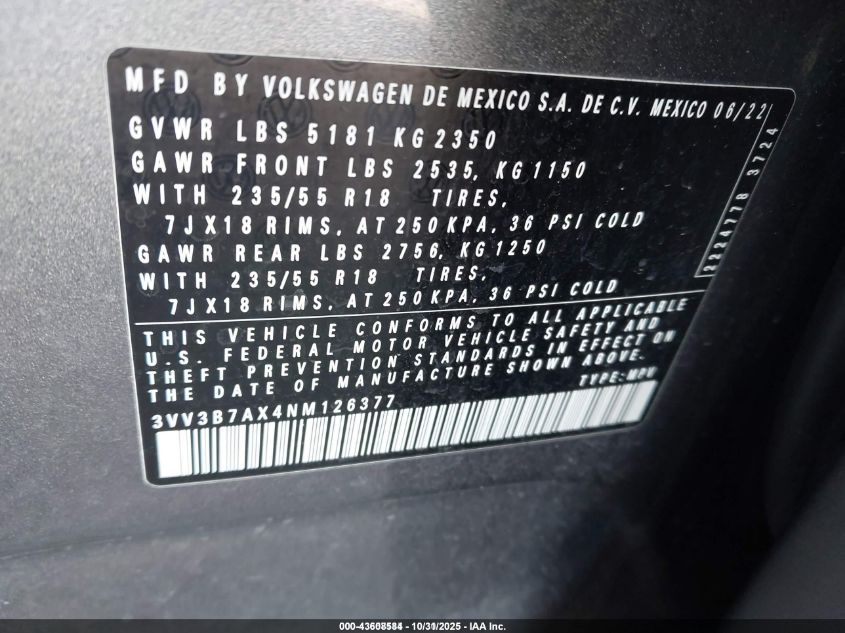 MFD BY VOLKSWAGEN DE MEXICO S.A. DE C.V. MEXICO 06/22
GVWR LBS 5181 KG 2350
GAWR FRONT LBS 2535, KG 1150
WITH 235/55 R18 TIRES,
7JX18 RIMS, AT 250 KPA, 36 PSI COLD
GAWR REAR LBS 2756, KG 1250
WITH 235/55 R18 TIRES,
7JX18 RIMS, AT 250 KPA, 36 PSI COLD
2224778 3724
THIS VEHICLE CONFORMS TO ALL APPLICABLE
U.S. FEDERAL MOTOR VEHICLE SAFETY AND
THEFT PREVENTION STANDARDS IN EFFECT ON
THE DATE OF MANUFACTURE SHOWN ABOVE.
TYPE: MPV
3VV3B7AX4NM126377
000-43608584 - 10/31/2025 - IAA Inc.